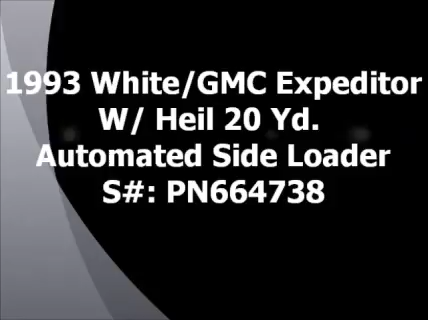 1993 White/GMC Expeditor
W/ Heil 20 Yd.
Automated Side Loader
S#: PN664738